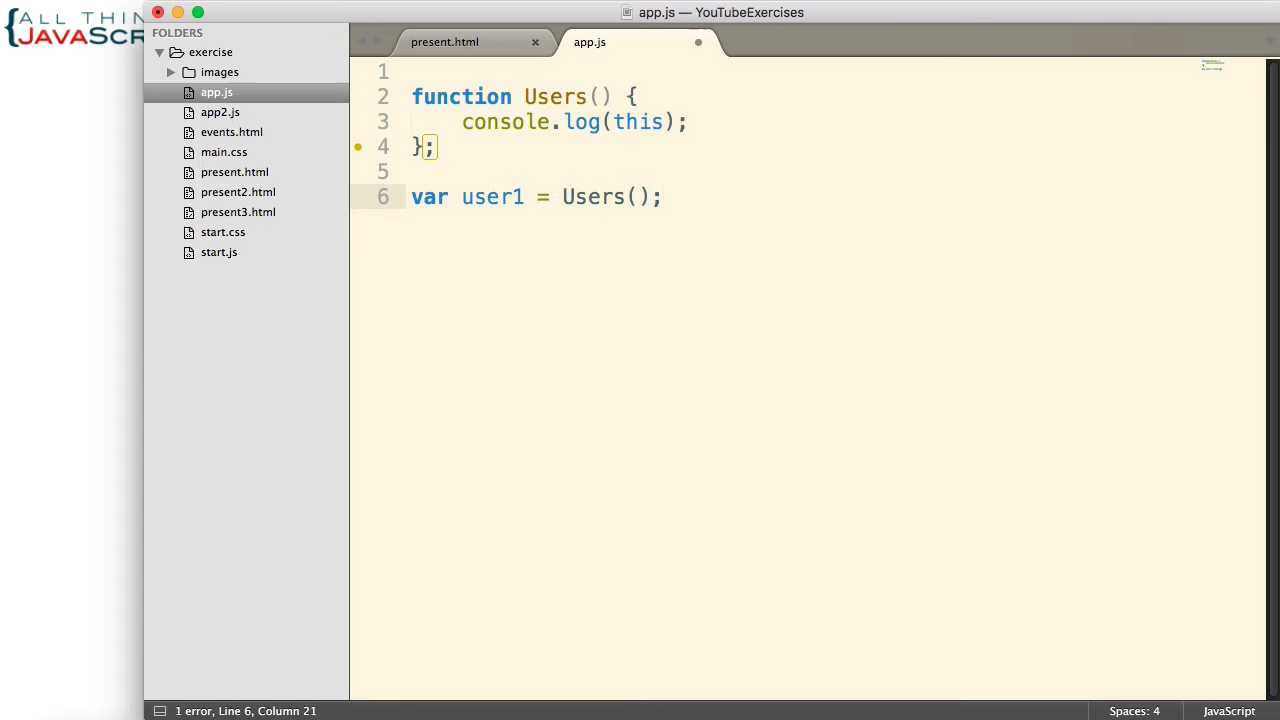 {ALL THIN
JAVASCR
app.js — YouTubeExercises
FOLDERS
exercise
images
app.js
app2.js
events.html
main.css
present.html
present2.html
present3.html
start.css
start.js
present.html
app.js
1
2 function Users() {
3 console.log(this);
4 };
5
6 var user1 = Users();
1 error, Line 6, Column 21
Spaces: 4
JavaScript